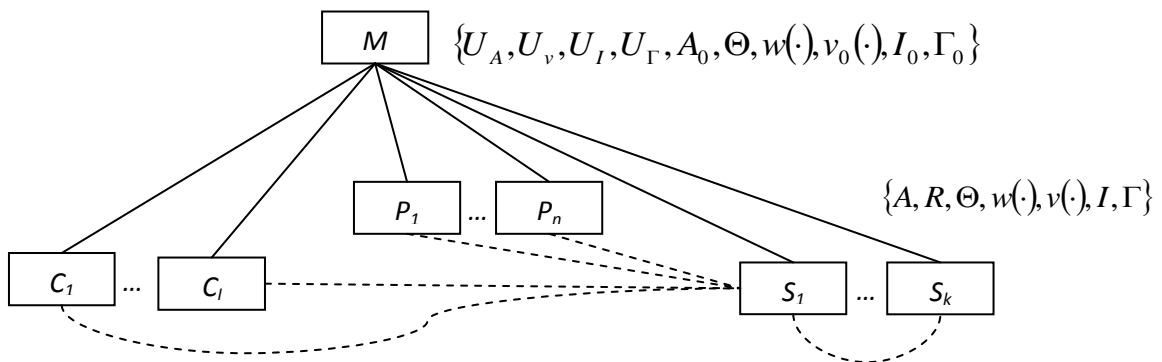 M {U_A, U_v, U_I, U_Γ, A_0, Θ, w(·), v_0(·), I_0, Γ_0}
P_1 ... P_n {A, R, Θ, w(·), v(·), I, Γ}
C_1 ... C_l S_1 ... S_k